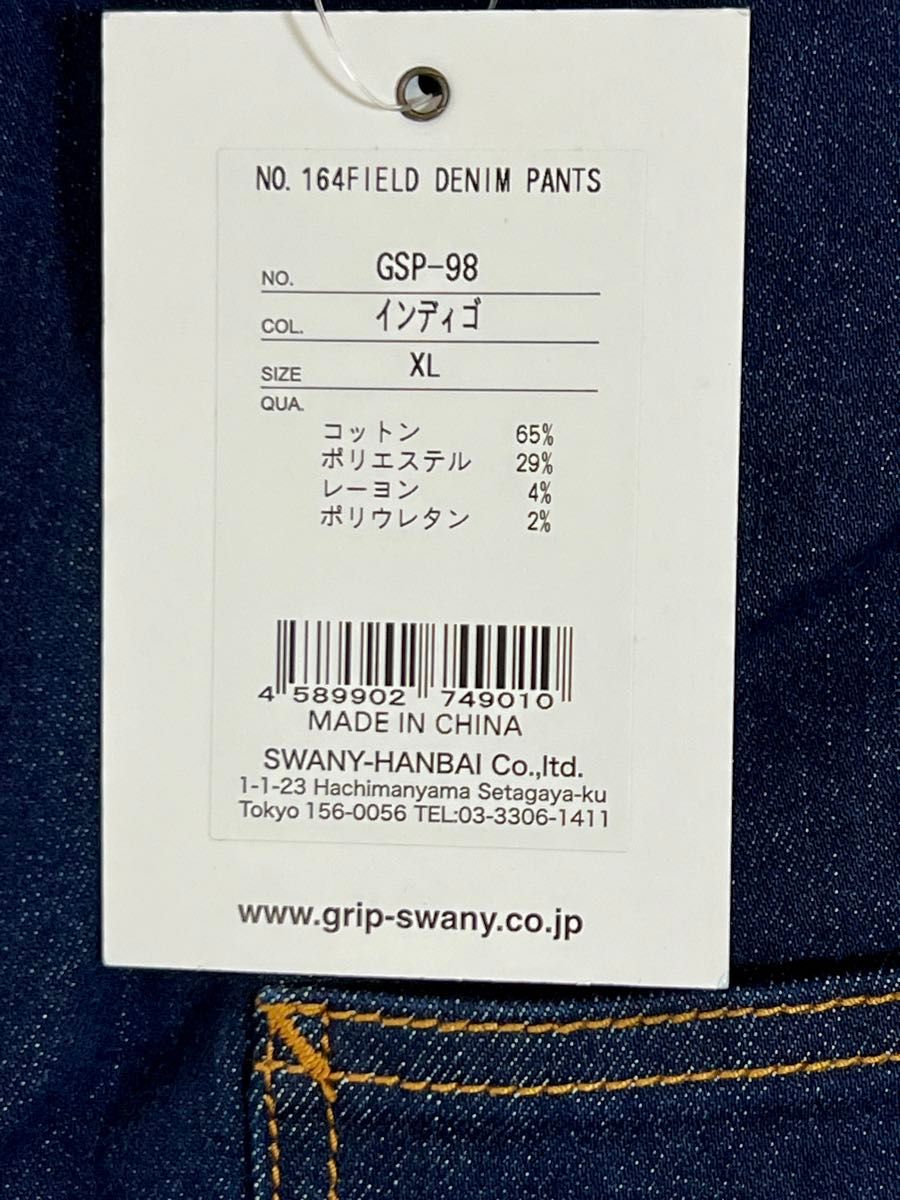 NO. 164FIELD DENIM PANTS
NO. GSP-98
COL. インディゴ
SIZE XL
QUA.
コットン 65%
ポリエステル 29%
レーヨン 4%
ポリウレタン 2%
4 589902 749010
MADE IN CHINA
SWANY-HANBAI Co.,ltd.
1-1-23 Hachimanyama Setagaya-ku
Tokyo 156-0056 TEL:03-3306-1411
www.grip-swany.co.jp